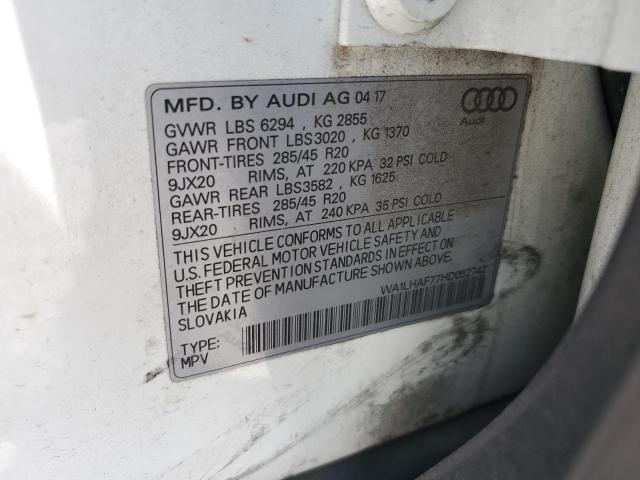 MFD. BY AUDI AG 04 17
GVWR LBS 6294 , KG 2855
GAWR FRONT LBS3020 , KG 1370
FRONT-TIRES 285/45 R20
9JX20 RIMS, AT 220 KPA 32 PSI COLD
GAWR REAR LBS3582 , KG 1625
REAR-TIRES 285/45 R20
9JX20 RIMS, AT 240 KPA 35 PSI COLD
Audi
THIS VEHICLE CONFORMS TO ALL APPLICABLE
U.S. FEDERAL MOTOR VEHICLE SAFETY AND
THEFT PREVENTION STANDARDS IN EFFECT ON
THE DATE OF MANUFACTURE SHOWN ABOVE.
SLOVAKIA
WA1LHAF77HD052742
TYPE:
MPV